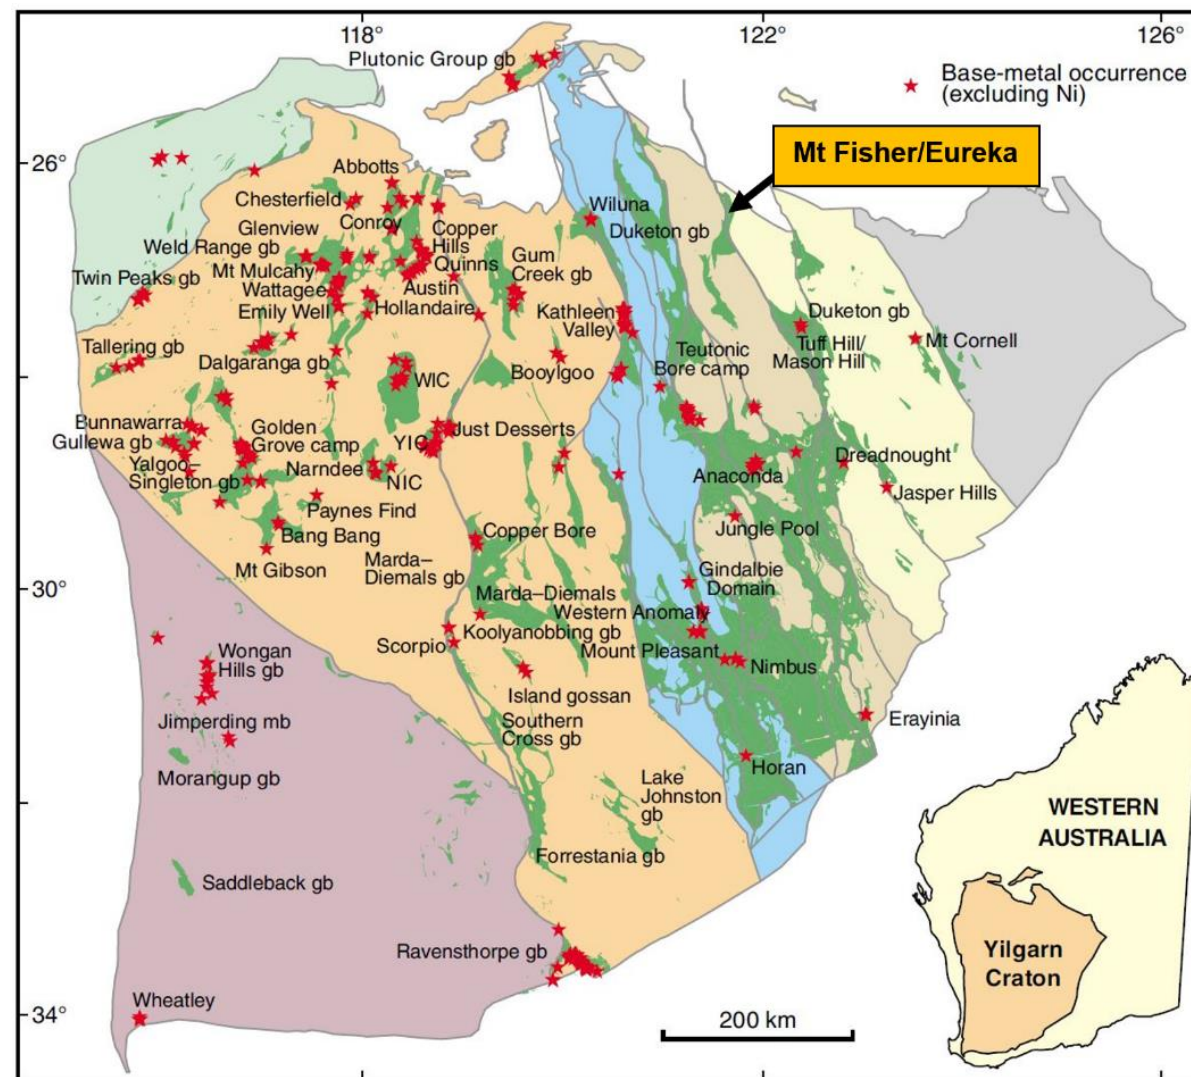 118°
122°
126°
Plutonic Group gb
Base-metal occurrence
(excluding Ni)
Mt Fisher/Eureka
26°
Abbotts
Chesterfield
Conroy
Wiluna
Glenview
Copper
Hills
Duketon gb
Weld Range gb
Gum
Creek gb
Quinns
Twin Peaks gb
Mt Mulcahy
Wattagee
Austin
Hollandaire
Emily Well
Kathleen
Valley
Duketon gb
Tallering gb
Dalgaranga gb
Teutonic
Bore camp
Tuff Hill/
Mason Hill
Mt Cornell
WIC
Booylgoo
Bunnawarra
Golden
Grove camp
YIC
Just Desserts
Gullewa gb
Yalgoo–
Singleton gb
Narndee
NIC
Anaconda
Dreadnought
Jasper Hills
Paynes Find
Bang Bang
Copper Bore
Jungle Pool
Mt Gibson
Marda–
Diemals gb
Gindalbie
Domain
30°
Marda–Diemals
Western Anomaly
Scorpio
Koolyanobbing gb
Mount Pleasant
Nimbus
Wongan
Hills gb
Island gossan
Jimperding mb
Southern
Cross gb
Erayinia
Morangup gb
Horan
Lake
Johnston
gb
WESTERN
AUSTRALIA
Forrestania gb
Saddleback gb
Ravensthorpe gb
Yilgarn
Craton
Wheatley
34°
200 km